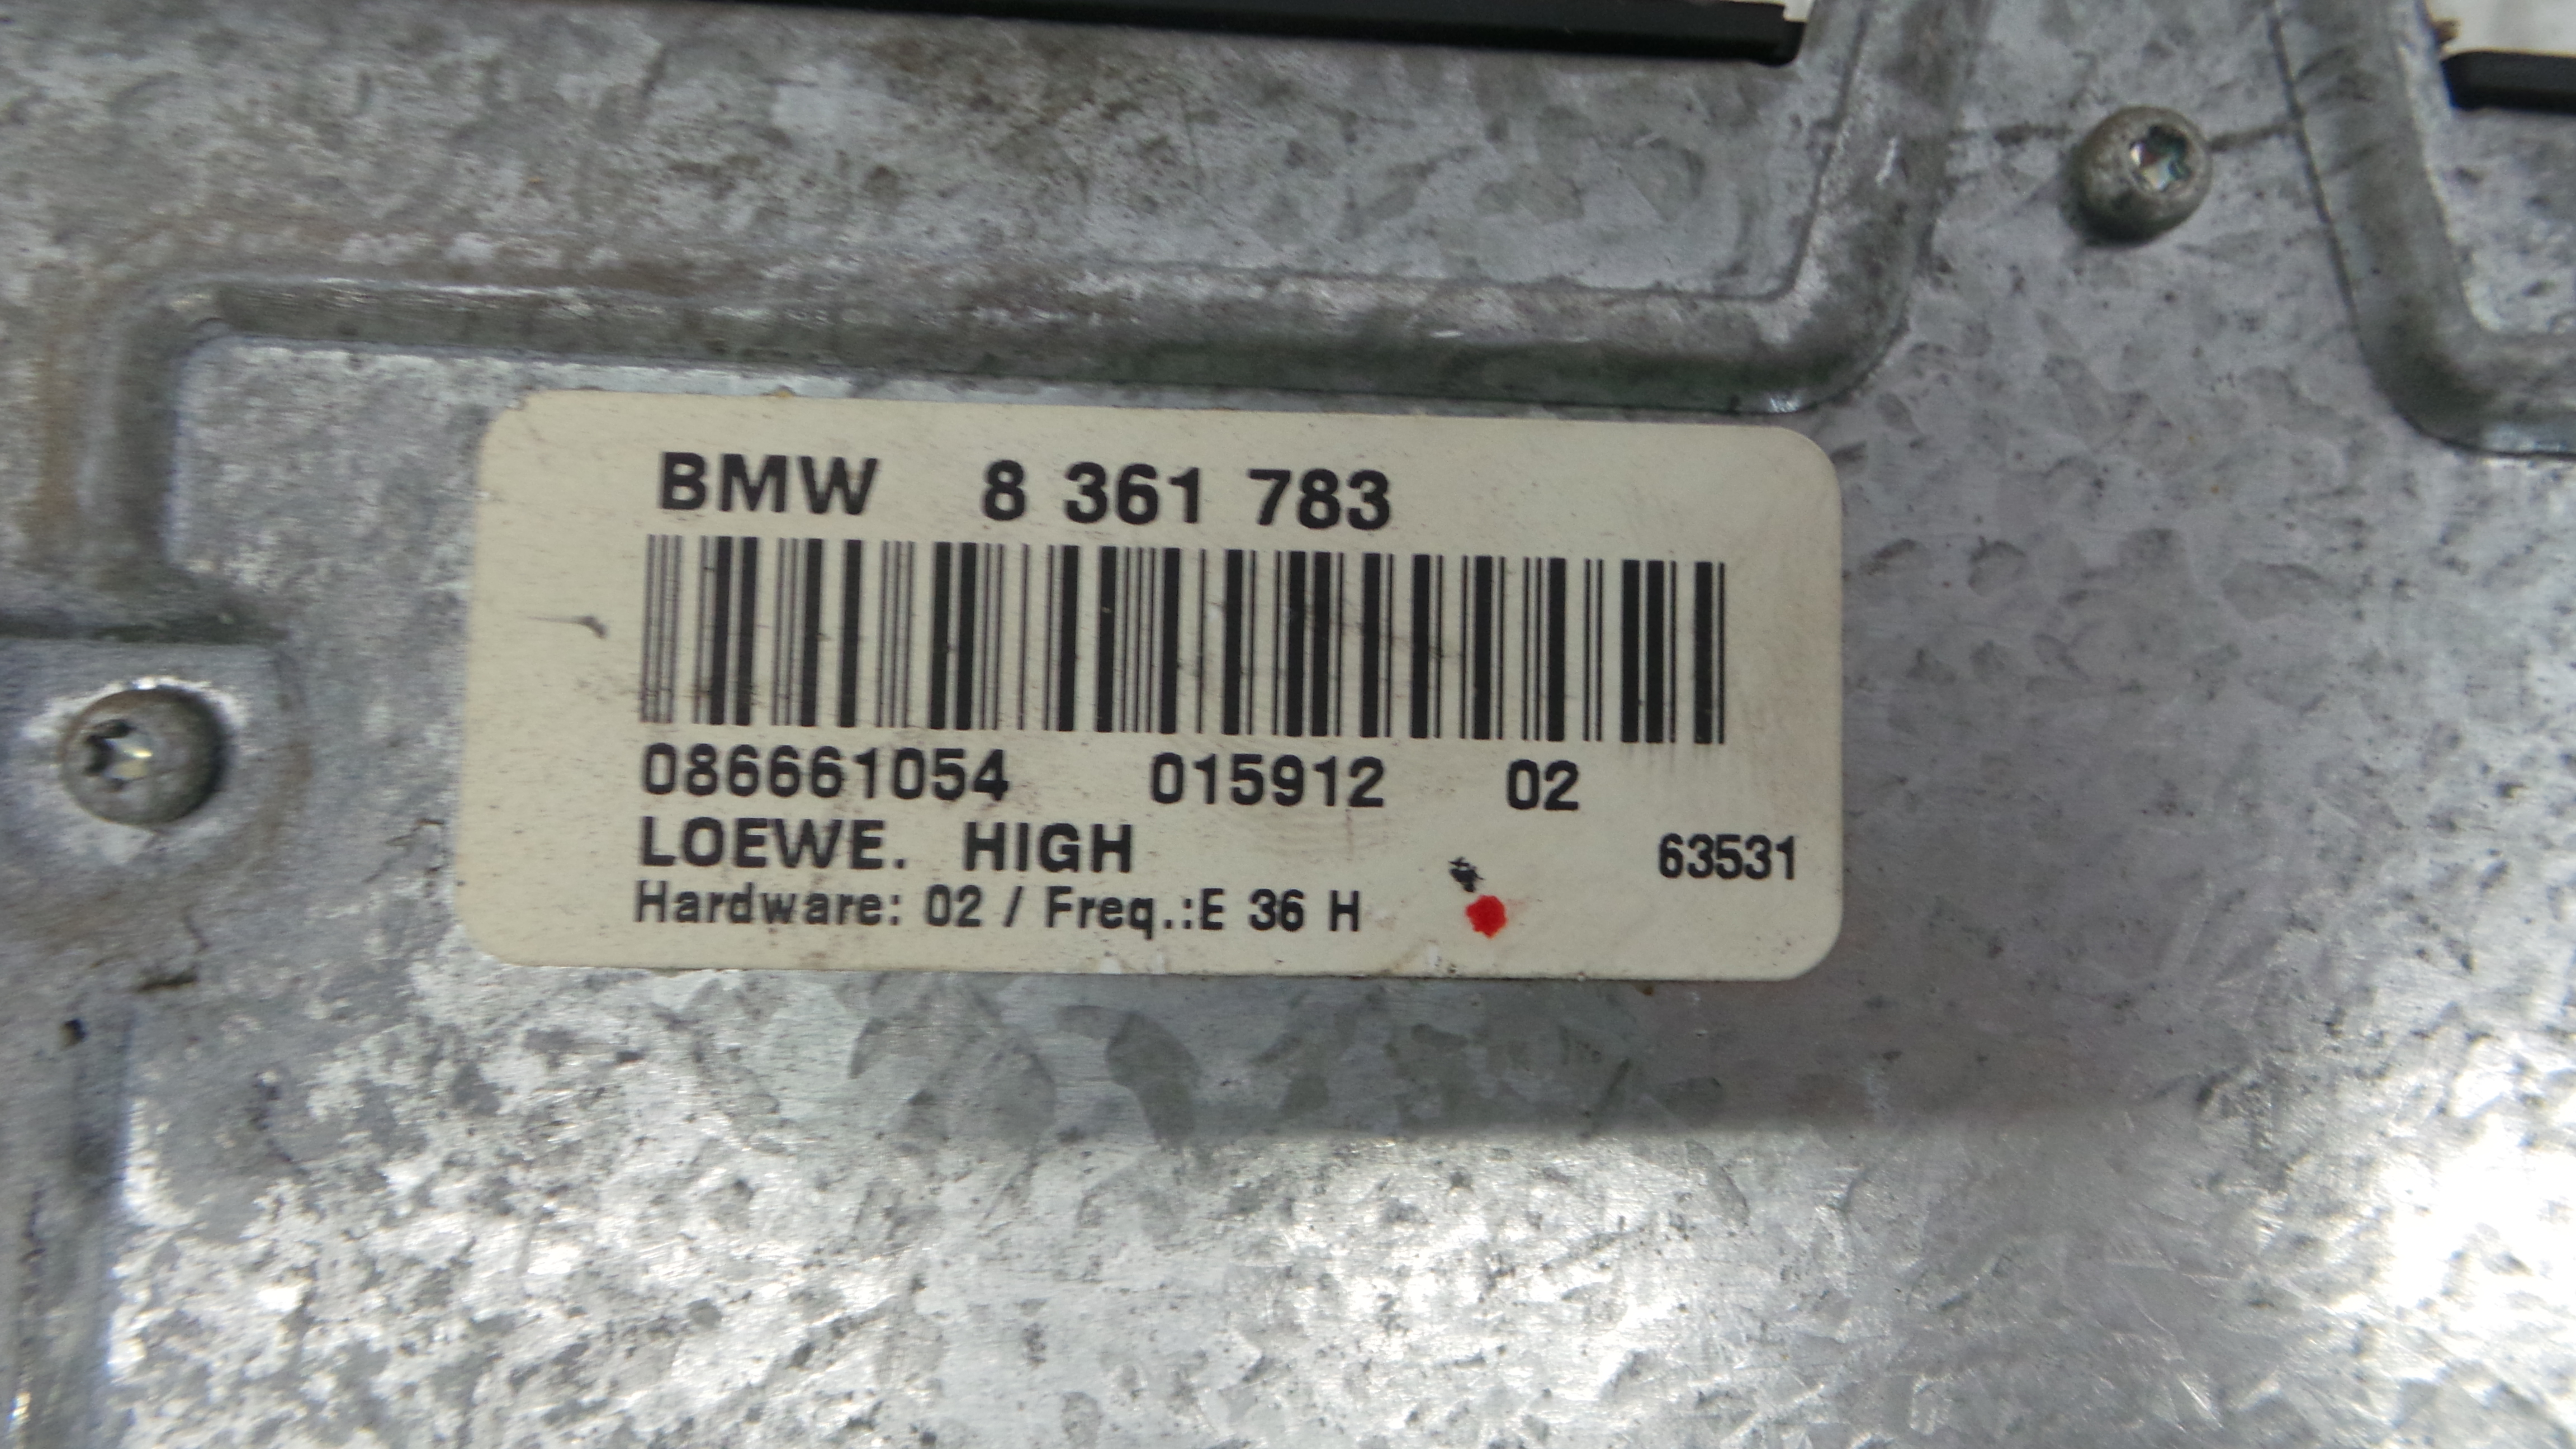 BMW 8 361 783
086661054 015912 02
LOEWE. HIGH
63531
Hardware: 02 / Freq.:E 36 H